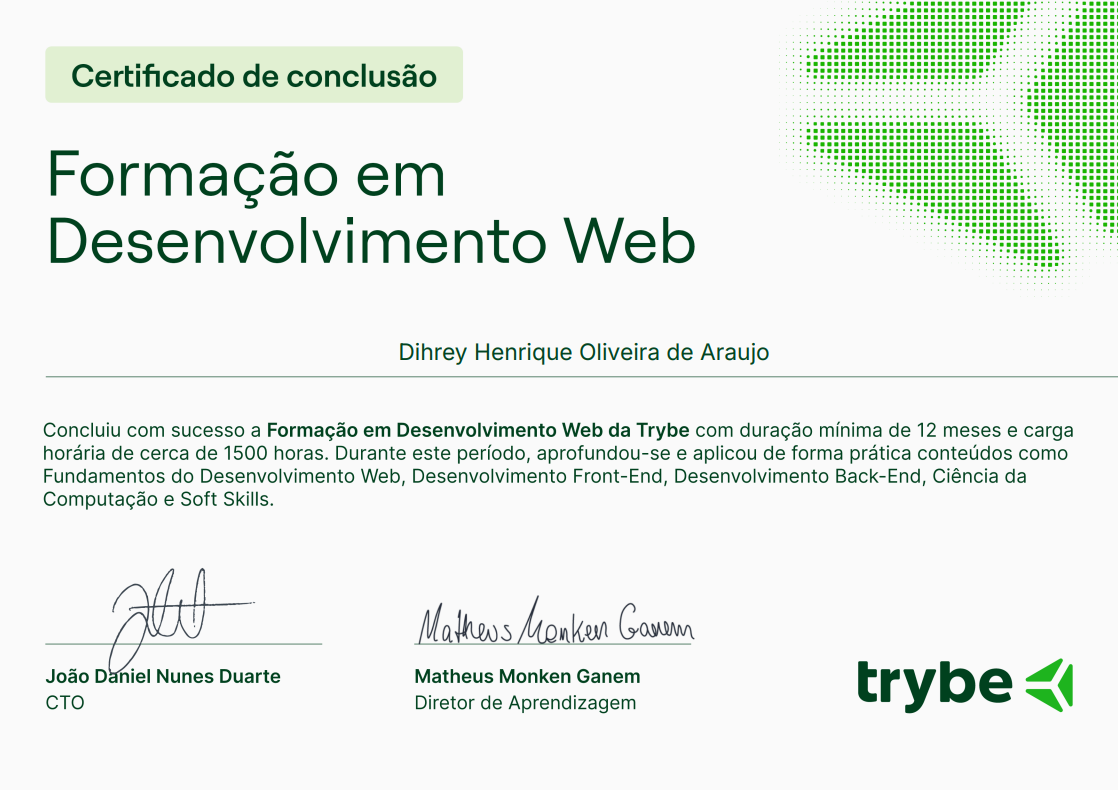 Certificado de conclusão
Formação em
Desenvolvimento Web
Dihrey Henrique Oliveira de Araujo
Concluiu com sucesso a Formação em Desenvolvimento Web da Trybe com duração mínima de 12 meses e carga
horária de cerca de 1500 horas. Durante este período, aprofundou-se e aplicou de forma prática conteúdos como
Fundamentos do Desenvolvimento Web, Desenvolvimento Front-End, Desenvolvimento Back-End, Ciência da
Computação e Soft Skills.
Matheus Monken Ganem
João Daniel Nunes Duarte
CTO
Matheus Monken Ganem
Diretor de Aprendizagem
trybe